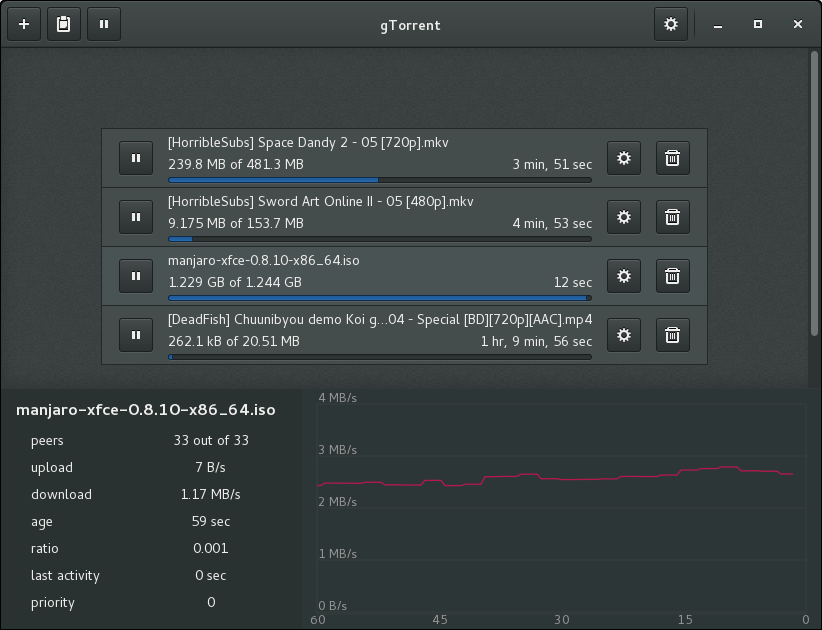 gTorrent
[HorribleSubs] Space Dandy 2 - 05 [720p].mkv
239.8 MB of 481.3 MB 3 min, 51 sec
[HorribleSubs] Sword Art Online II - 05 [480p].mkv
9.175 MB of 153.7 MB 4 min, 53 sec
manjaro-xfce-0.8.10-x86_64.iso
1.229 GB of 1.244 GB 12 sec
[DeadFish] Chuunibyou demo Koi g...04 - Special [BD][720p][AAC].mp4
262.1 kB of 20.51 MB 1 hr, 9 min, 56 sec
manjaro-xfce-0.8.10-x86_64.iso
peers 33 out of 33
upload 7 B/s
download 1.17 MB/s
age 59 sec
ratio 0.001
last activity 0 sec
priority 0
4 MB/s
3 MB/s
2 MB/s
1 MB/s
0 B/s
60 45 30 15 0